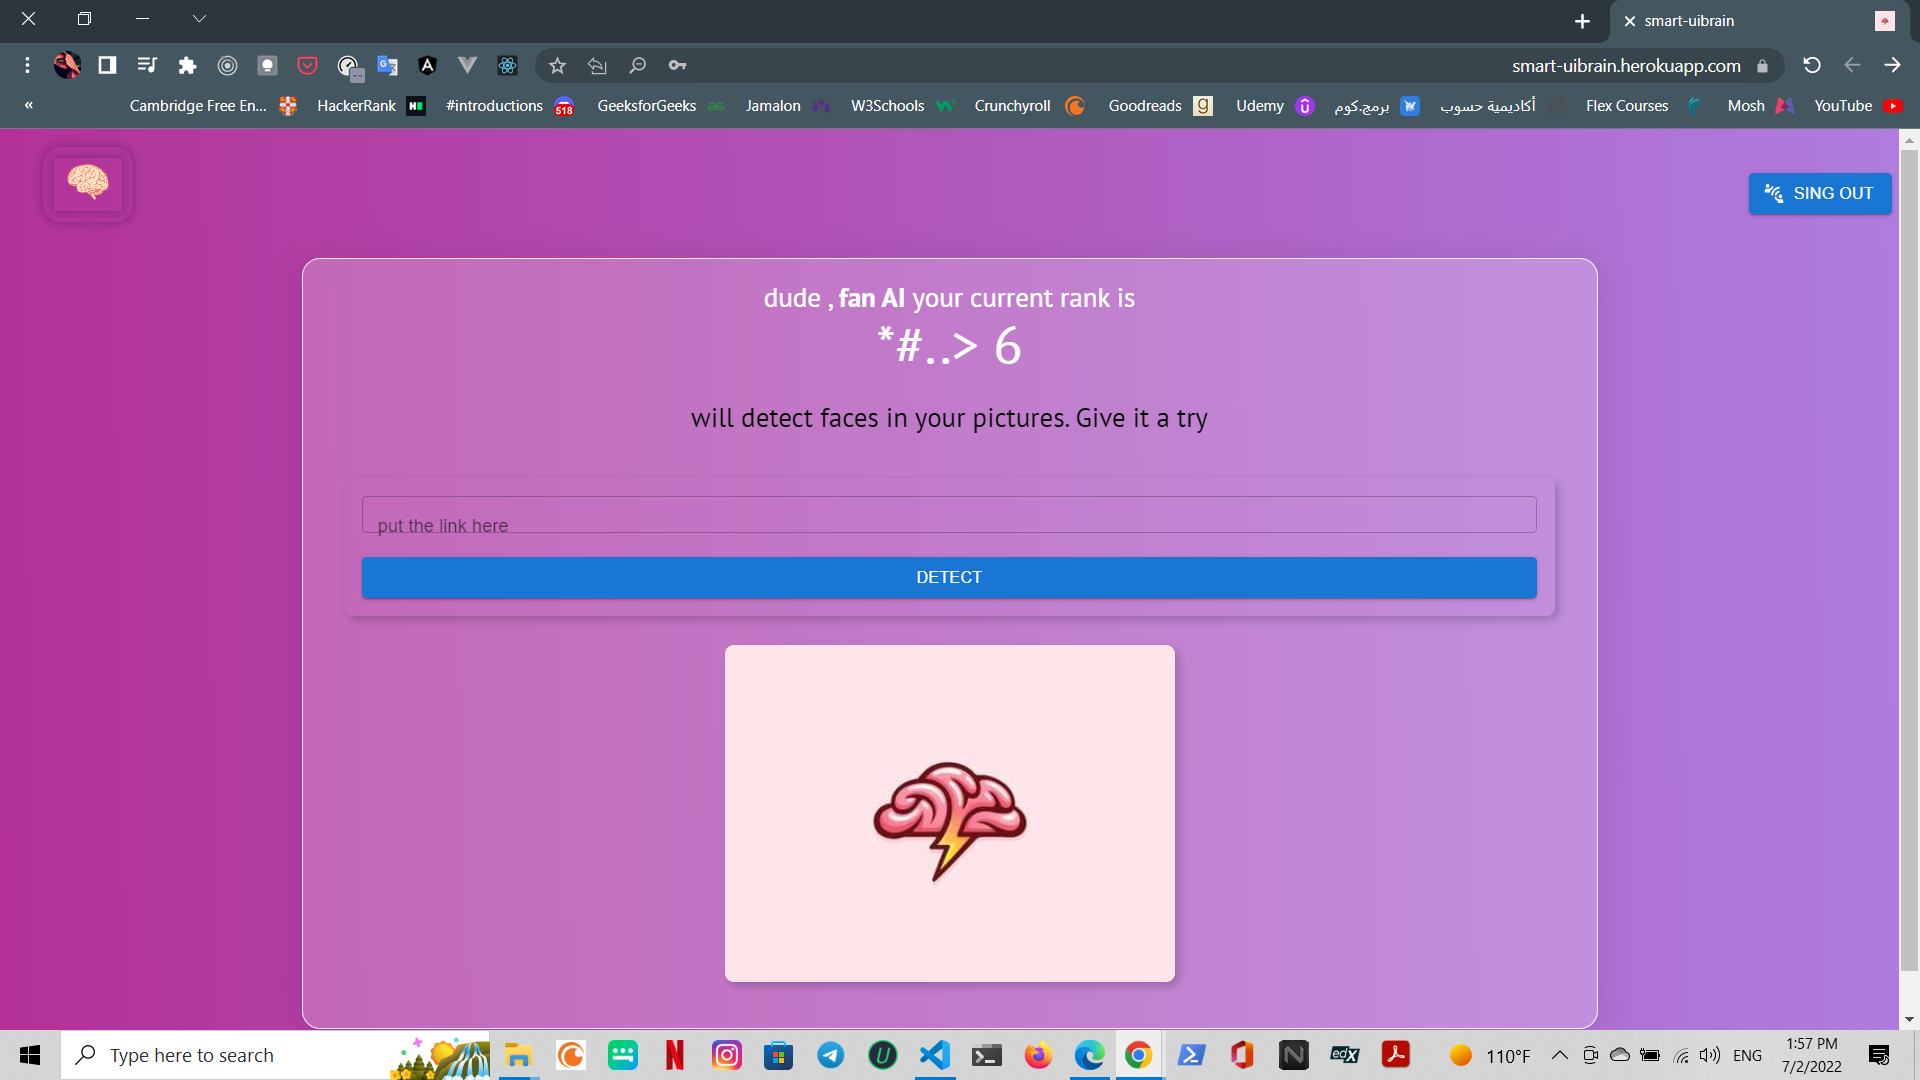 smart-uibrain
smart-uibrain.herokuapp.com
«
Cambridge Free En...
HackerRank
#introductions
518
GeeksforGeeks
Jamalon
W3Schools
Crunchyroll
Goodreads
Udemy
برمج.كوم
أكاديمية حسوب
Flex Courses
Mosh
YouTube
SING OUT
dude , fan AI your current rank is
*#..> 6
will detect faces in your pictures. Give it a try
put the link here
DETECT
Type here to search
edX
110°F
ENG
1:57 PM
7/2/2022